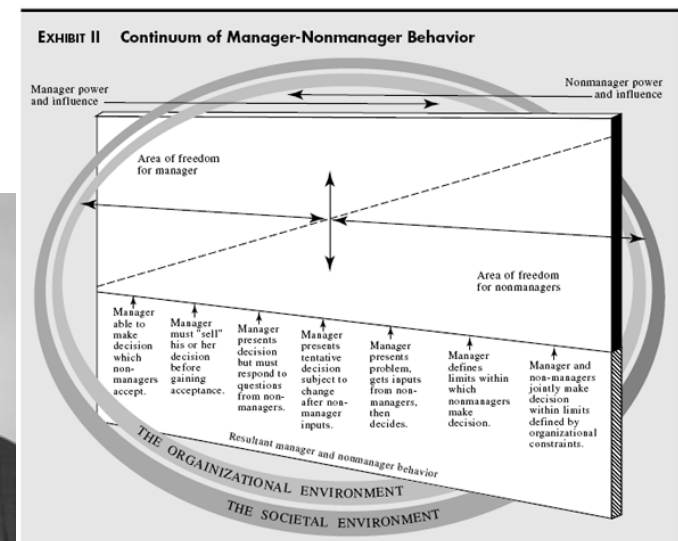 EXHIBIT II Continuum of Manager-Nonmanager Behavior
Manager power
and influence
Nonmanager power
and influence
Area of freedom
for manager
Area of freedom
for nonmanagers
Manager
able to
make
decision
which
non-
managers
accept.
Manager
must "sell"
his or her
decision
before
gaining
acceptance.
Manager
presents
decision
but must
respond to
questions
from non-
managers.
Manager
presents
tentative
decision
subject to
change
after non-
manager
inputs.
Manager
presents
problem,
gets inputs
from non-
managers,
then
decides.
Manager
defines
limits within
which
nonmanagers
make
decision.
Manager and
non-managers
jointly make
decision
within limits
defined by
organizational
constraints.
Resultant manager and nonmanager behavior
THE ORGAINIZATIONAL ENVIRONMENT
THE SOCIETAL ENVIRONMENT